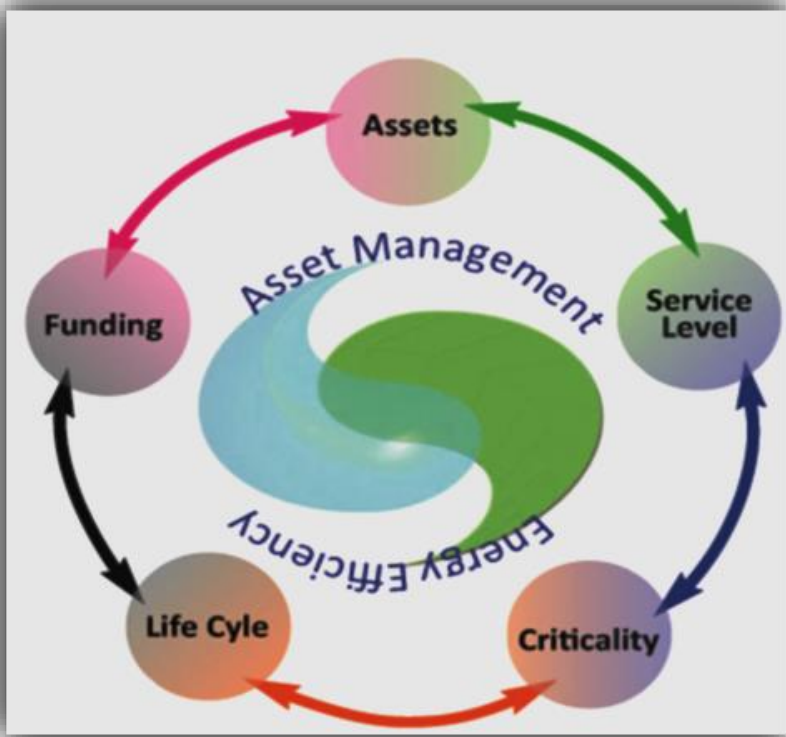 Assets
Service
Level
Criticality
Life Cyle
Funding
Asset Management
Energy Efficiency